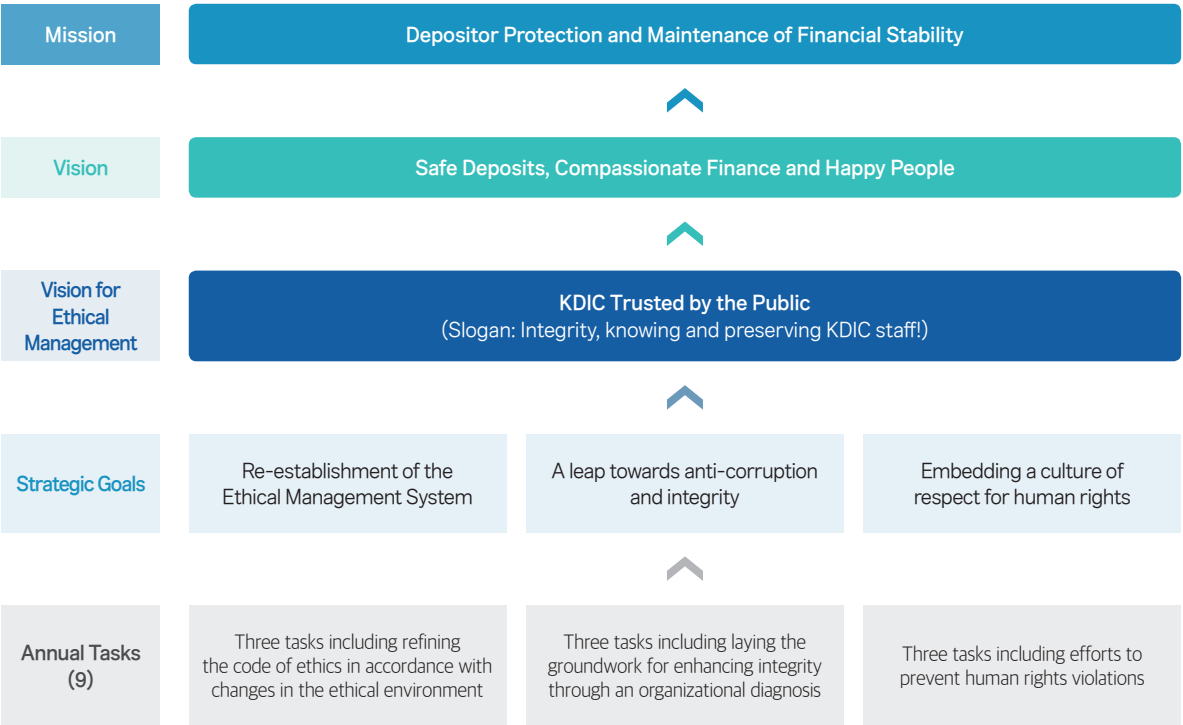 Mission
Depositor Protection and Maintenance of Financial Stability
Vision
Safe Deposits, Compassionate Finance and Happy People
Vision for
Ethical
Management
KDIC Trusted by the Public
(Slogan: Integrity, knowing and preserving KDIC staff!)
Strategic Goals
Re-establishment of the
Ethical Management System
A leap towards anti-corruption
and integrity
Embedding a culture of
respect for human rights
Annual Tasks
(9)
Three tasks including refining
the code of ethics in accordance with
changes in the ethical environment
Three tasks including laying the
groundwork for enhancing integrity
through an organizational diagnosis
Three tasks including efforts to
prevent human rights violations